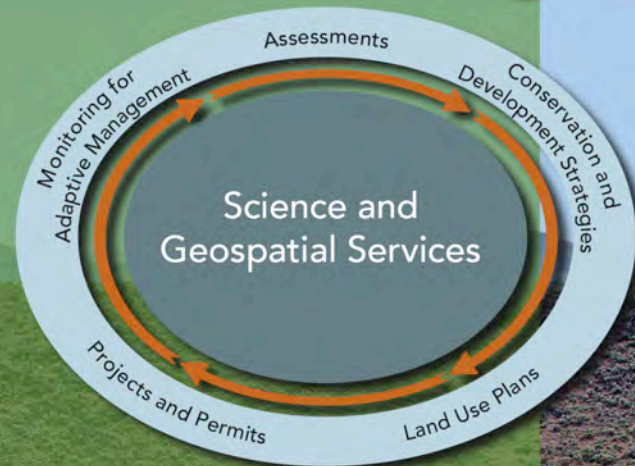 Assessments
Conservation and
Development Strategies
Land Use Plans
Projects and Permits
Monitoring for
Adaptive Management
Science and
Geospatial Services